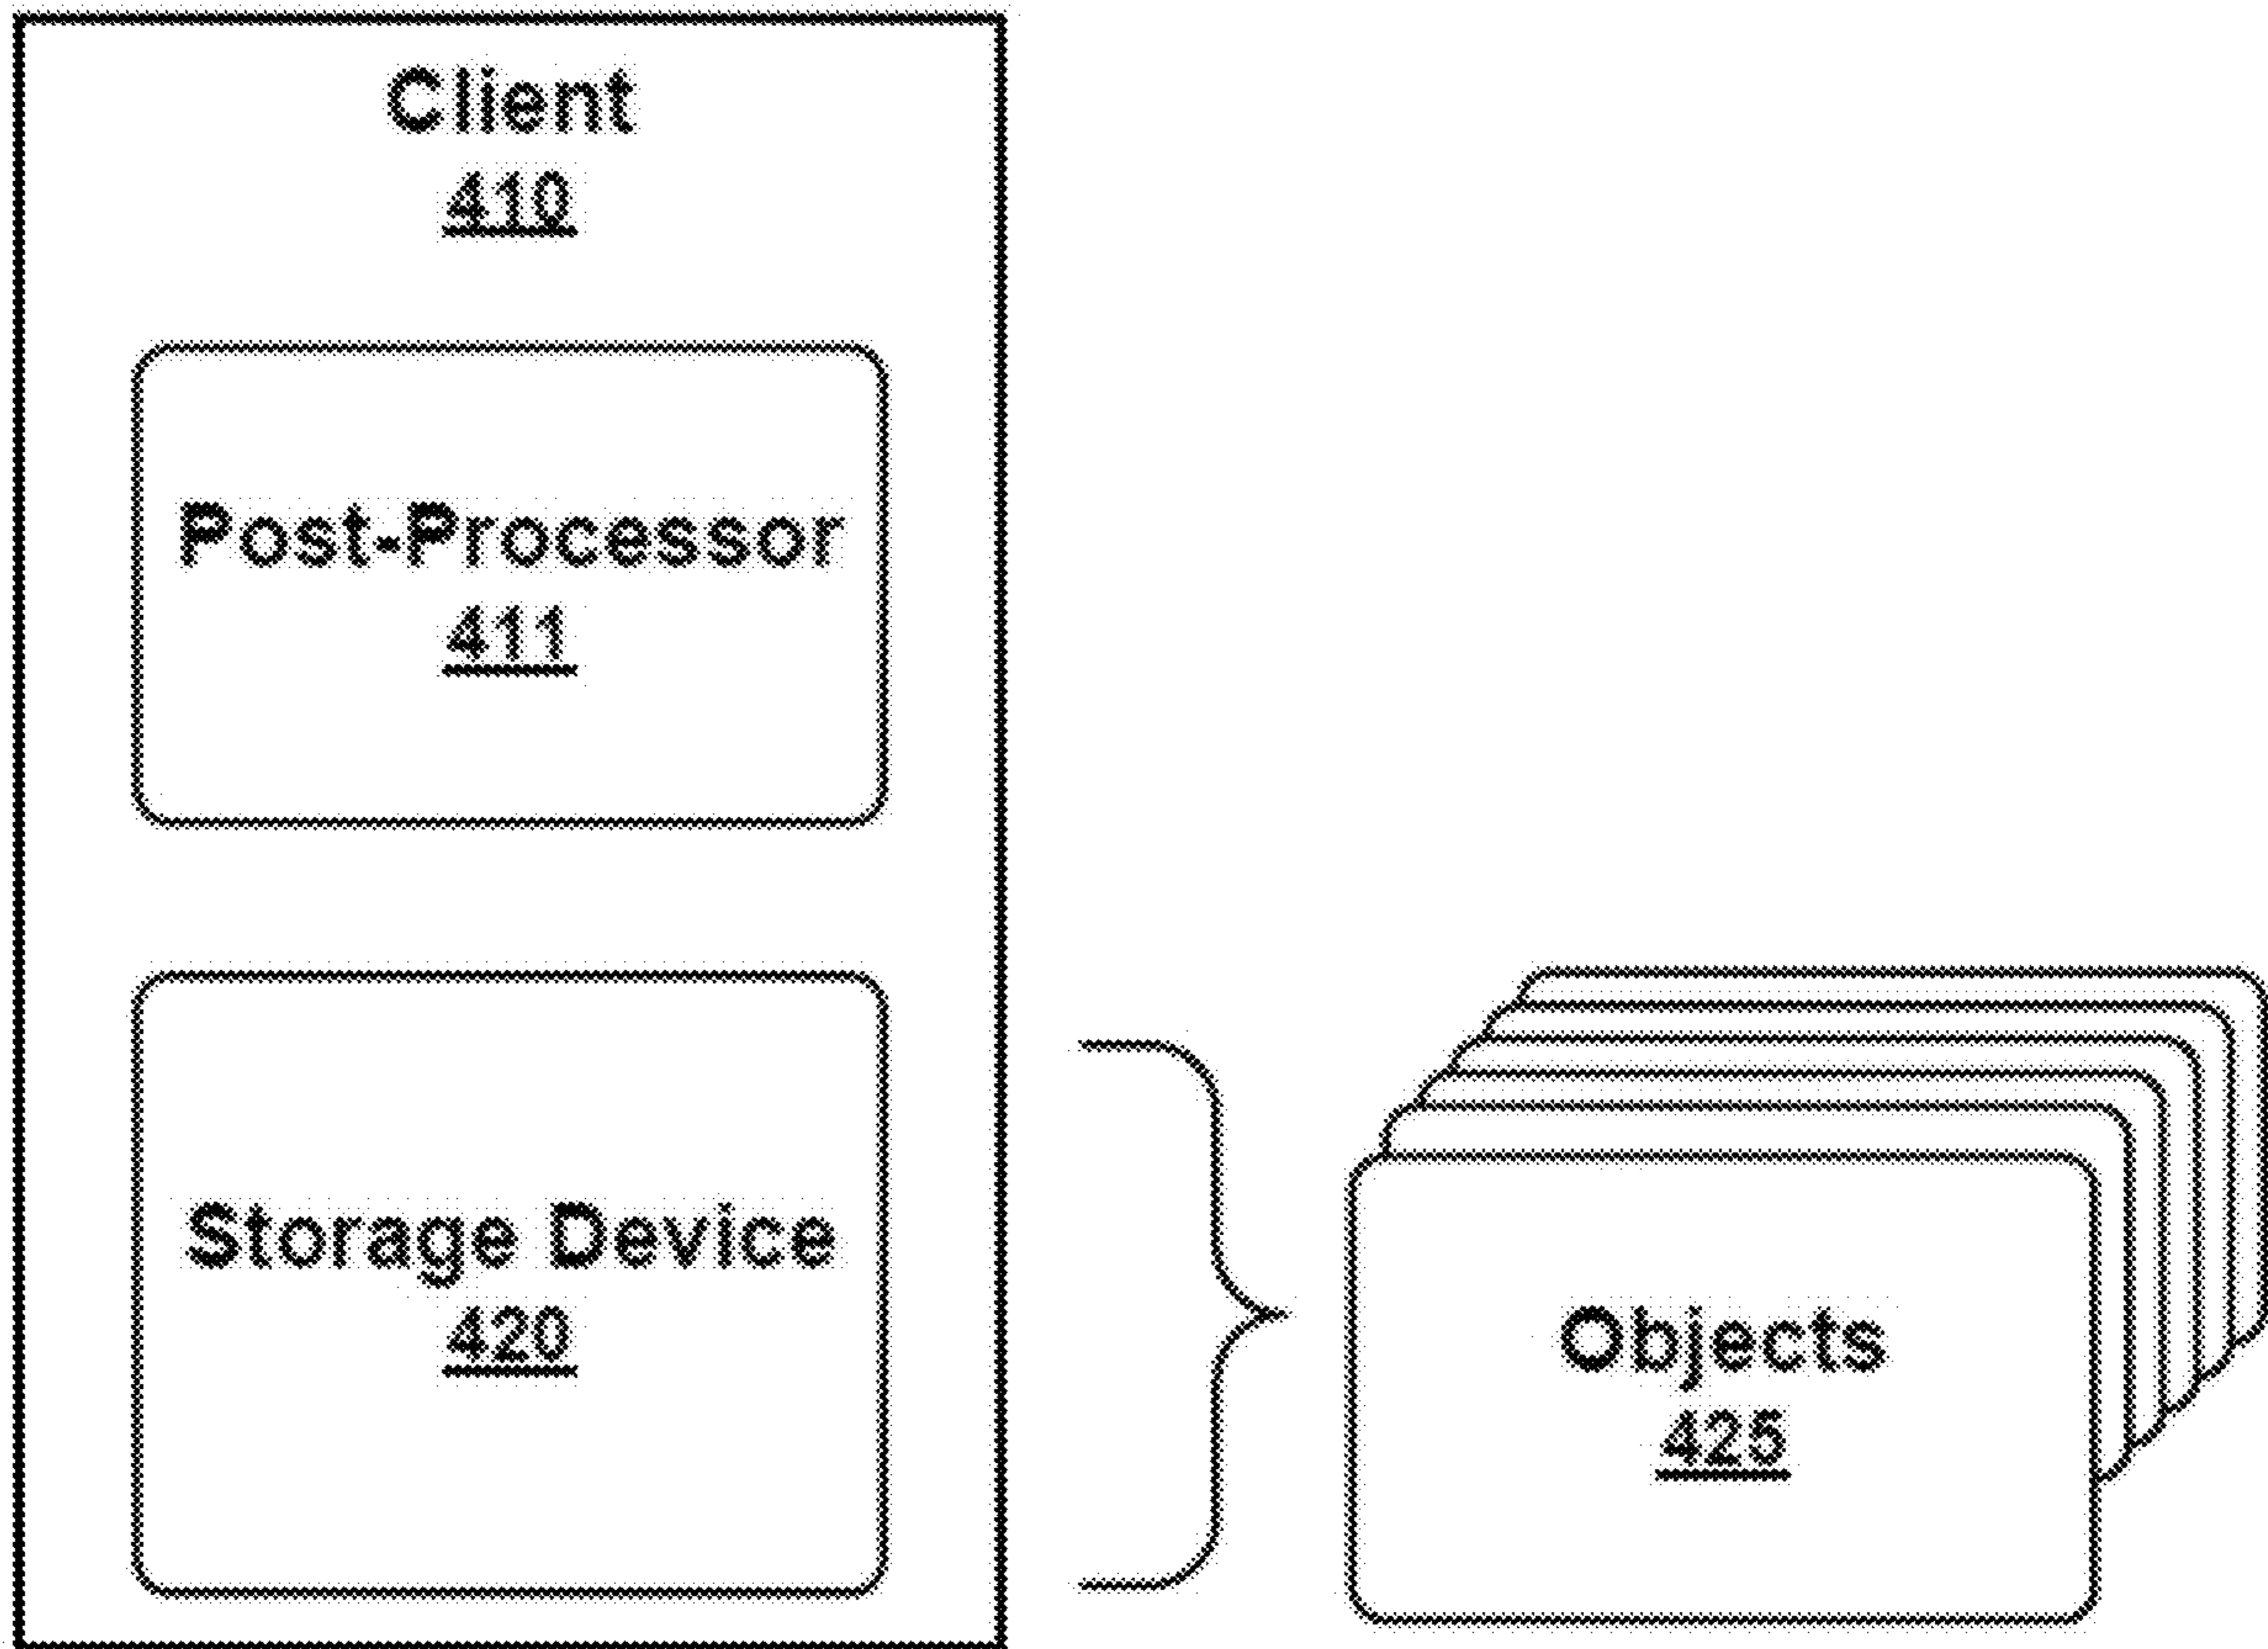 Client
410
Post-Processor
411
Storage Device
420
Objects
425